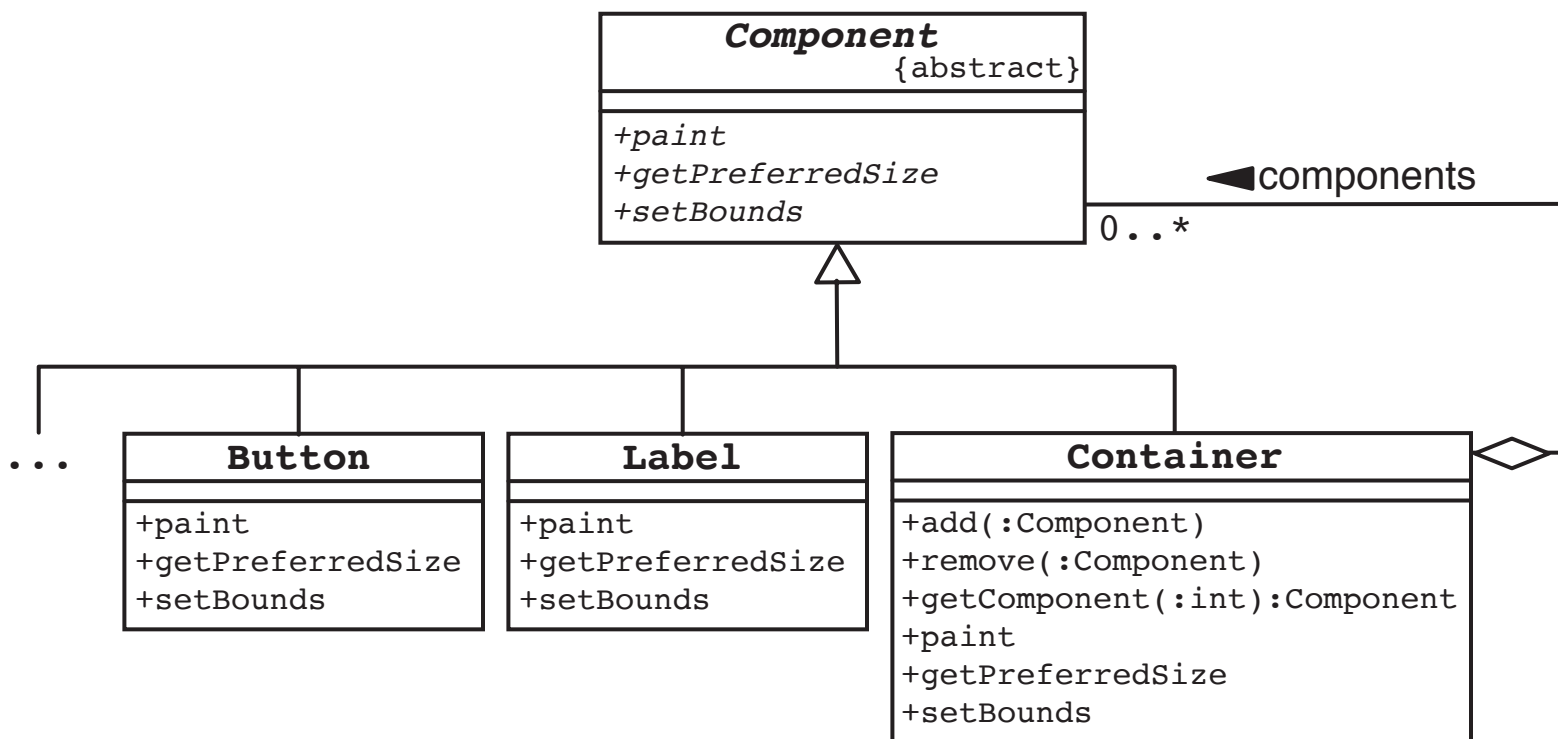 Component
{abstract}
+paint
+getPreferredSize
+setBounds
components
0..*
...
Button
+paint
+getPreferredSize
+setBounds
Label
+paint
+getPreferredSize
+setBounds
Container
+add(:Component)
+remove(:Component)
+getComponent(:int):Component
+paint
+getPreferredSize
+setBounds